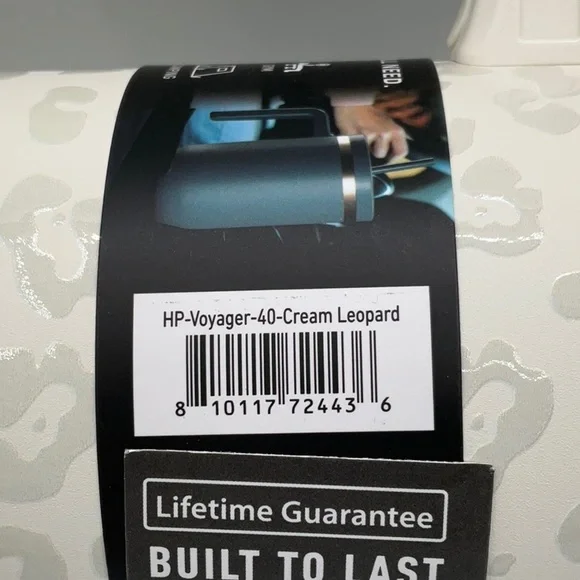 NEED.
HP-Voyager-40-Cream Leopard
8 10117 72443 6
Lifetime Guarantee
BUILT TO LAST